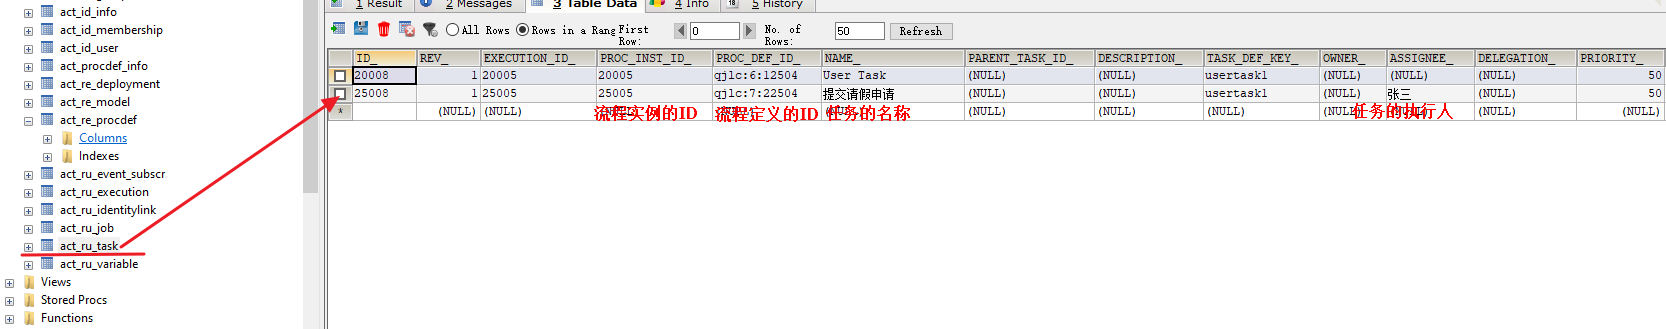 act_id_info
act_id_membership
act_id_user
act_procdef_info
act_re_deployment
act_re_model
act_re_procdef
Columns
Indexes
act_ru_event_subscr
act_ru_execution
act_ru_identitylink
act_ru_job
act_ru_task
act_ru_variable
Views
Stored Procs
Functions
1 Result 2 Messages 3 Table Data 4 Info 5 History
All Rows Rows in a Rang First Row: 0 No. of Rows: 50 Refresh
ID_ REV_ EXECUTION_ID_ PROC_INST_ID_ PROC_DEF_ID_ NAME_ PARENT_TASK_ID_ DESCRIPTION_ TASK_DEF_KEY_ OWNER_ ASSIGNEE_ DELEGATION_ PRIORITY_
20008 1 20005 20005 qjlc:6:12504 User Task (NULL) (NULL) usertask1 (NULL) (NULL) (NULL) 50
25008 1 25005 25005 qjlc:7:22504 提交请假申请 (NULL) (NULL) usertask1 (NULL) 张三 (NULL) 50
* (NULL) (NULL) (NULL) (NULL) (NULL) (NULL) (NULL) (NULL) (NULL) (NULL) (NULL) (NULL)
流程实例的ID 流程定义的ID 任务的名称 任务的执行人